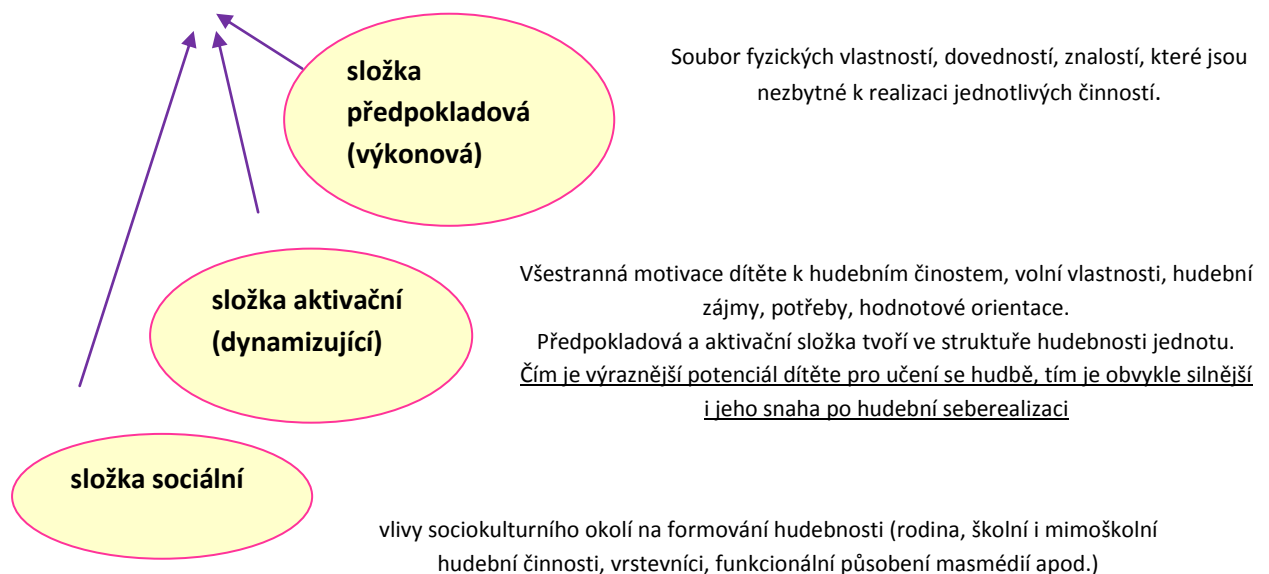 složka
předpokladová
(výkonová)
Soubor fyzických vlastností, dovedností, znalostí, které jsou
nezbytné k realizaci jednotlivých činností.
složka aktivační
(dynamizující)
Všestranná motivace dítěte k hudebním činostem, volní vlastnosti, hudební
zájmy, potřeby, hodnotové orientace.
Předpokladová a aktivační složka tvoří ve struktuře hudebnosti jednotu.
Čím je výraznější potenciál dítěte pro učení se hudbě, tím je obvykle silnější
i jeho snaha po hudební seberealizaci
složka sociální
vlivy sociokulturního okolí na formování hudebnosti (rodina, školní i mimoškolní
hudební činnosti, vrstevníci, funkcionální působení masmédií apod.)